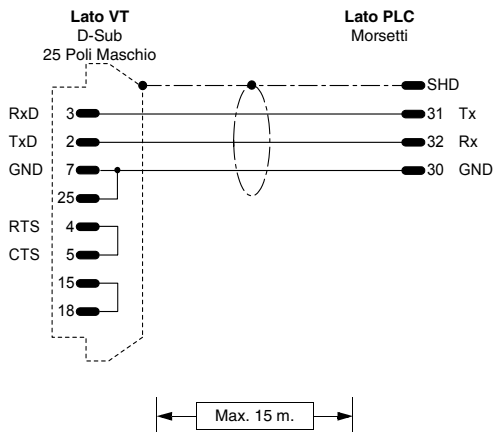 Lato VT
D-Sub
25 Poli Maschio
Lato PLC
Morsetti
SHD
RxD 3 31 Tx
TxD 2 32 Rx
GND 7 30 GND
25
RTS 4
CTS 5
15
18
Max. 15 m.